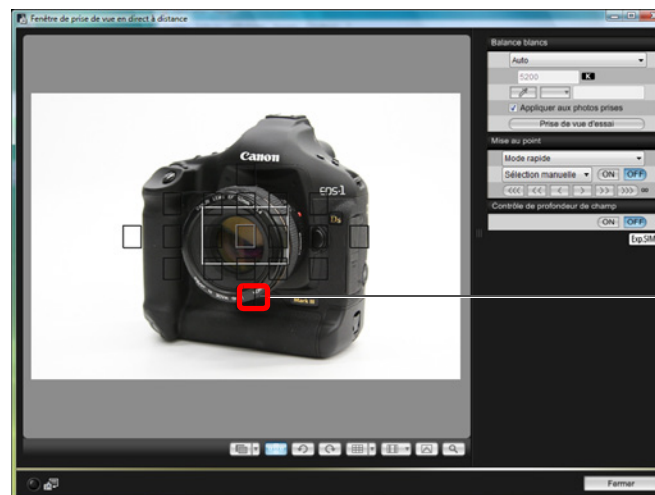 Fenêtre de prise de vue en direct à distance
Balance blancs
Auto
5200
K
Appliquer aux photos prises
Prise de vue d'essai
Mise au point
Mode rapide
Sélection manuelle ON OFF
<<< << < > >> >>> ∞
Contrôle de profondeur de champ
ON OFF
Exp.SIM
Canon
EOS-1
Ds
Mark III
Fermer